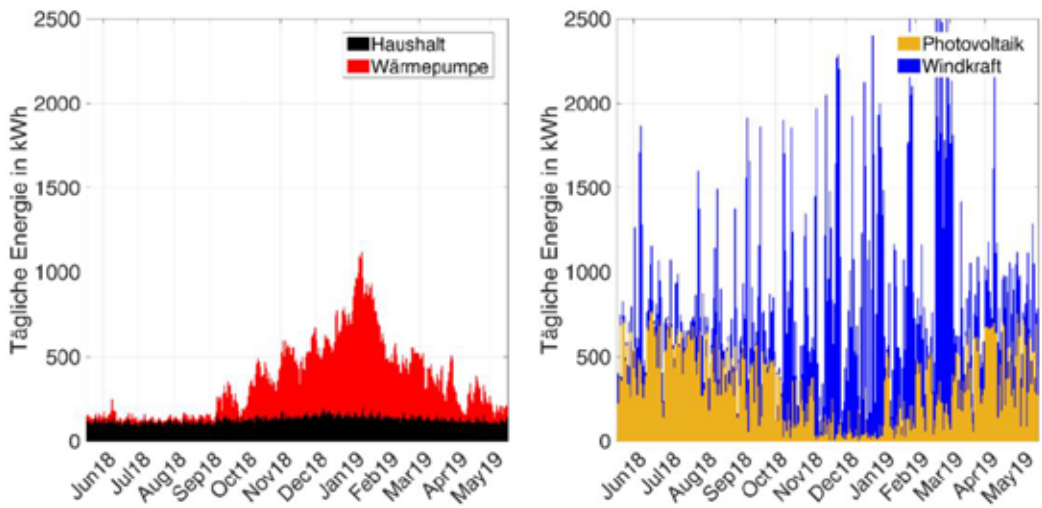 Tägliche Energie in kWh
2500
2000
1500
1000
500
0
Haushalt
Wärmepumpe
Jun18
Jul18
Aug18
Sep18
Oct18
Nov18
Dec18
Jan19
Feb19
Mar19
Apr19
May19
Tägliche Energie in kWh
2500
2000
1500
1000
500
0
Photovoltaik
Windkraft
Jun18
Jul18
Aug18
Sep18
Oct18
Nov18
Dec18
Jan19
Feb19
Mar19
Apr19
May19